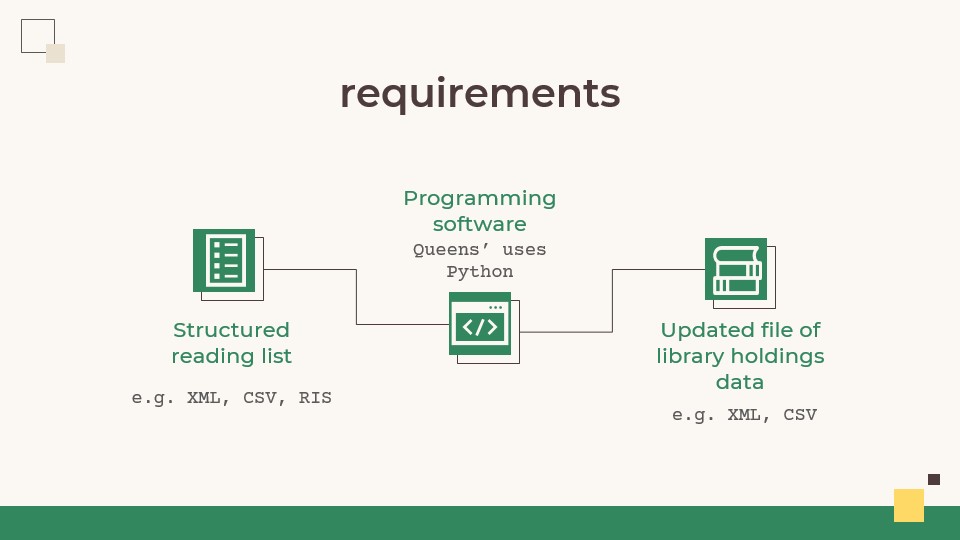 requirements
Programming
software
Queens’ uses
Python
</>
Structured
reading list
e.g. XML, CSV, RIS
Updated file of
library holdings
data
e.g. XML, CSV